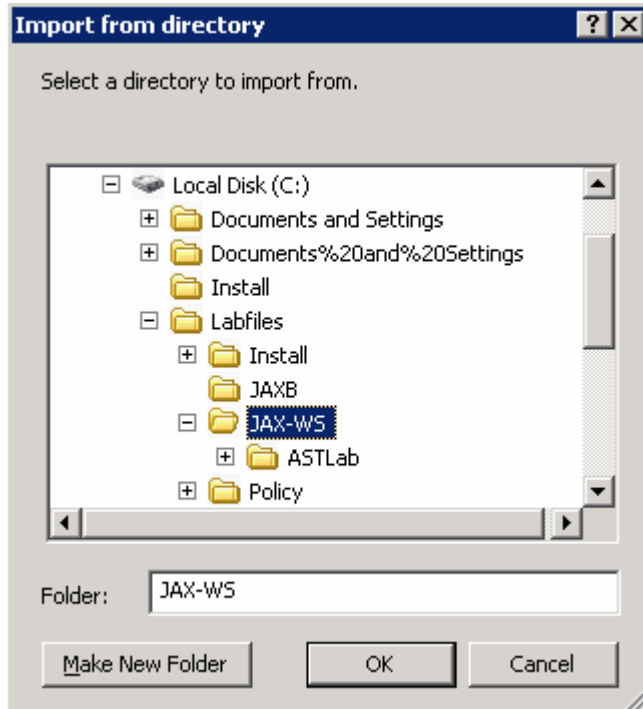 Import from directory
Select a directory to import from.
Local Disk (C:)
Documents and Settings
Documents%20and%20Settings
Install
Labfiles
Install
JAXB
JAX-WS
ASTLab
Policy
Folder: JAX-WS
Make New Folder OK Cancel